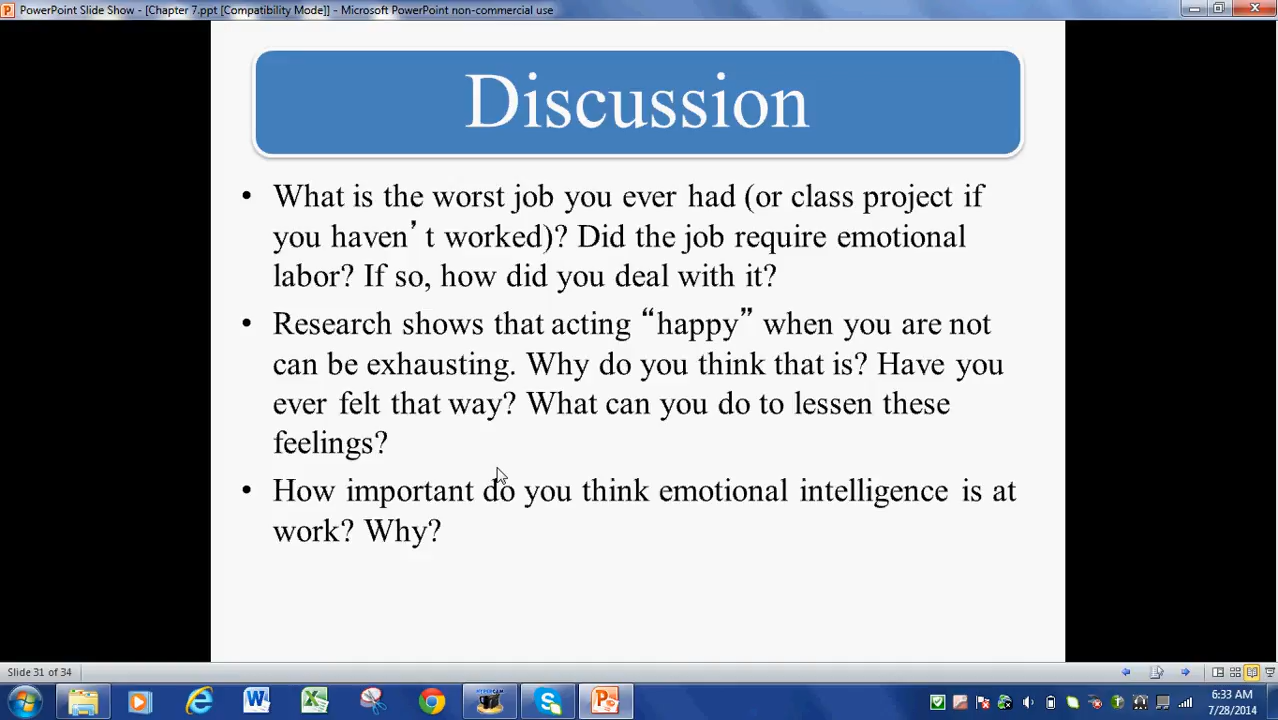 PowerPoint Slide Show - [Chapter 7.ppt [Compatibility Mode]] - Microsoft PowerPoint non-commercial use
Discussion
• What is the worst job you ever had (or class project if
you haven’t worked)? Did the job require emotional
labor? If so, how did you deal with it?
• Research shows that acting “happy” when you are not
can be exhausting. Why do you think that is? Have you
ever felt that way? What can you do to lessen these
feelings?
• How important do you think emotional intelligence is at
work? Why?
Slide 31 of 34
6:33 AM
7/28/2014